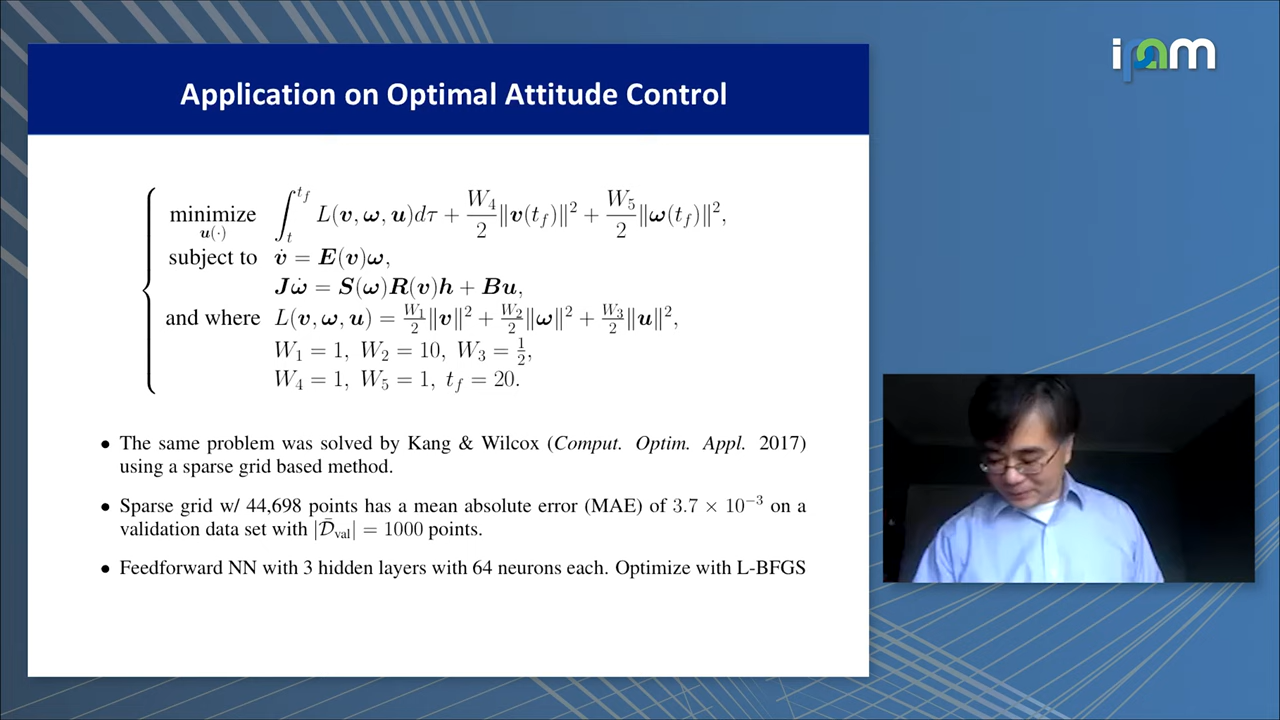 ipam
Application on Optimal Attitude Control
minimize ∫_t^{t_f} L(v, ω, u)dτ + W_4/2 ‖v(t_f)‖² + W_5/2 ‖ω(t_f)‖²,
u(·)
subject to v̇ = E(v)ω,
Jω̇ = S(ω)R(v)h + Bu,
and where L(v, ω, u) = W_1/2 ‖v‖² + W_2/2 ‖ω‖² + W_3/2 ‖u‖²,
W_1 = 1, W_2 = 10, W_3 = 1/2,
W_4 = 1, W_5 = 1, t_f = 20.
• The same problem was solved by Kang & Wilcox (Comput. Optim. Appl. 2017)
using a sparse grid based method.
• Sparse grid w/ 44,698 points has a mean absolute error (MAE) of 3.7 × 10⁻³ on a
validation data set with |D̄_val| = 1000 points.
• Feedforward NN with 3 hidden layers with 64 neurons each. Optimize with L-BFGS